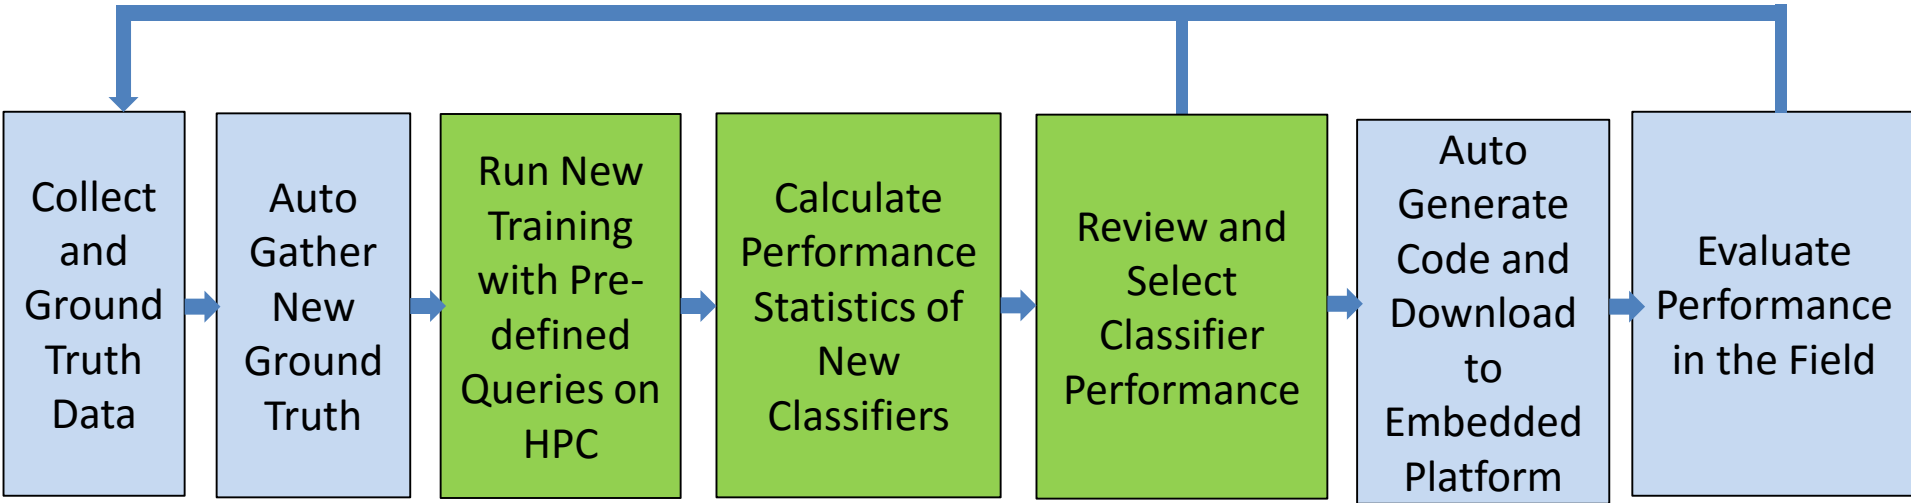 Collect
and
Ground
Truth
Data
Auto
Gather
New
Ground
Truth
Run New
Training
with Pre-
defined
Queries on
HPC
Calculate
Performance
Statistics of
New
Classifiers
Review and
Select
Classifier
Performance
Auto
Generate
Code and
Download
to
Embedded
Platform
Evaluate
Performance
in the Field